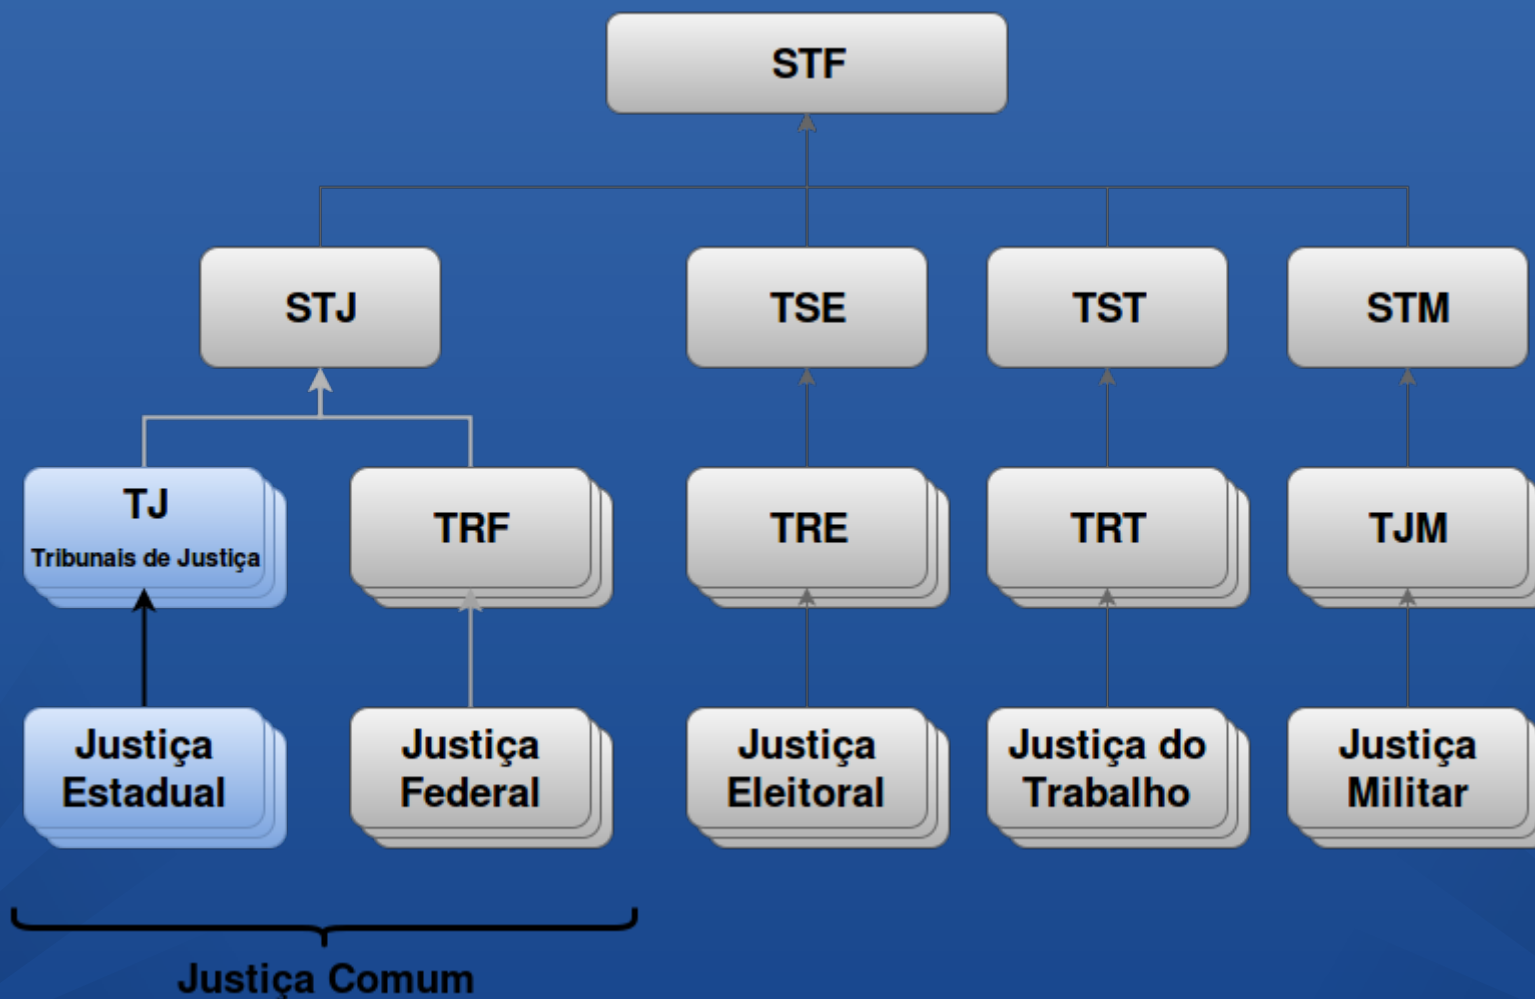 STF
STJ
TSE
TST
STM
TJ
Tribunais de Justiça
TRF
TRE
TRT
TJM
Justiça
Estadual
Justiça
Federal
Justiça
Eleitoral
Justiça do
Trabalho
Justiça
Militar
Justiça Comum